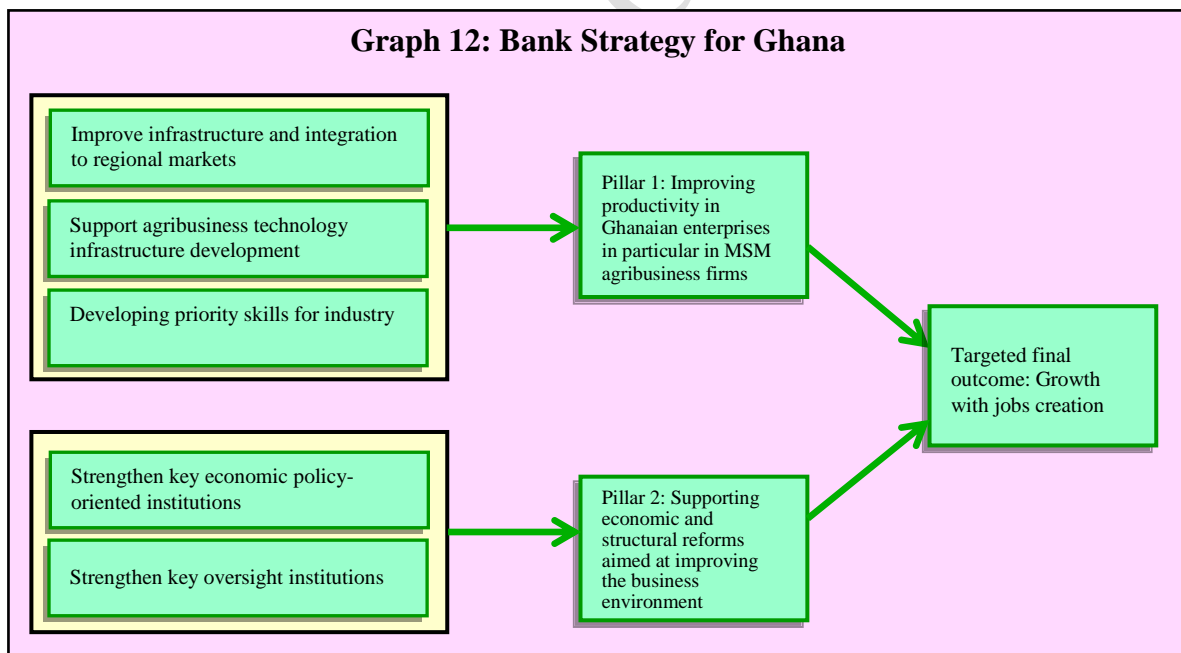 Graph 12: Bank Strategy for Ghana
Improve infrastructure and integration
to regional markets
Support agribusiness technology
infrastructure development
Developing priority skills for industry
Pillar 1: Improving
productivity in
Ghanaian enterprises
in particular in MSM
agribusiness firms
Targeted final
outcome: Growth
with jobs creation
Strengthen key economic policy-
oriented institutions
Strengthen key oversight institutions
Pillar 2: Supporting
economic and
structural reforms
aimed at improving
the business
environment